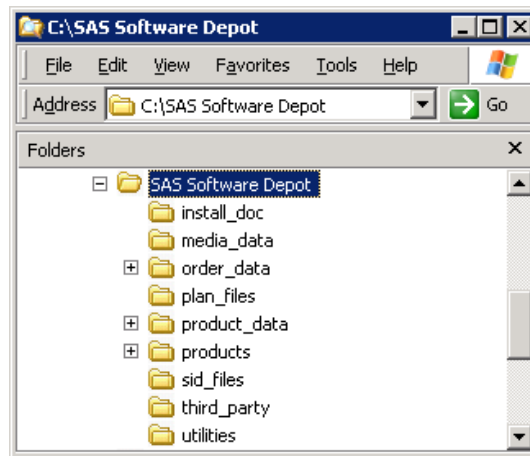 C:\SAS Software Depot
File Edit View Favorites Tools Help
Address C:\SAS Software Depot Go
Folders
SAS Software Depot
install_doc
media_data
order_data
plan_files
product_data
products
sid_files
third_party
utilities